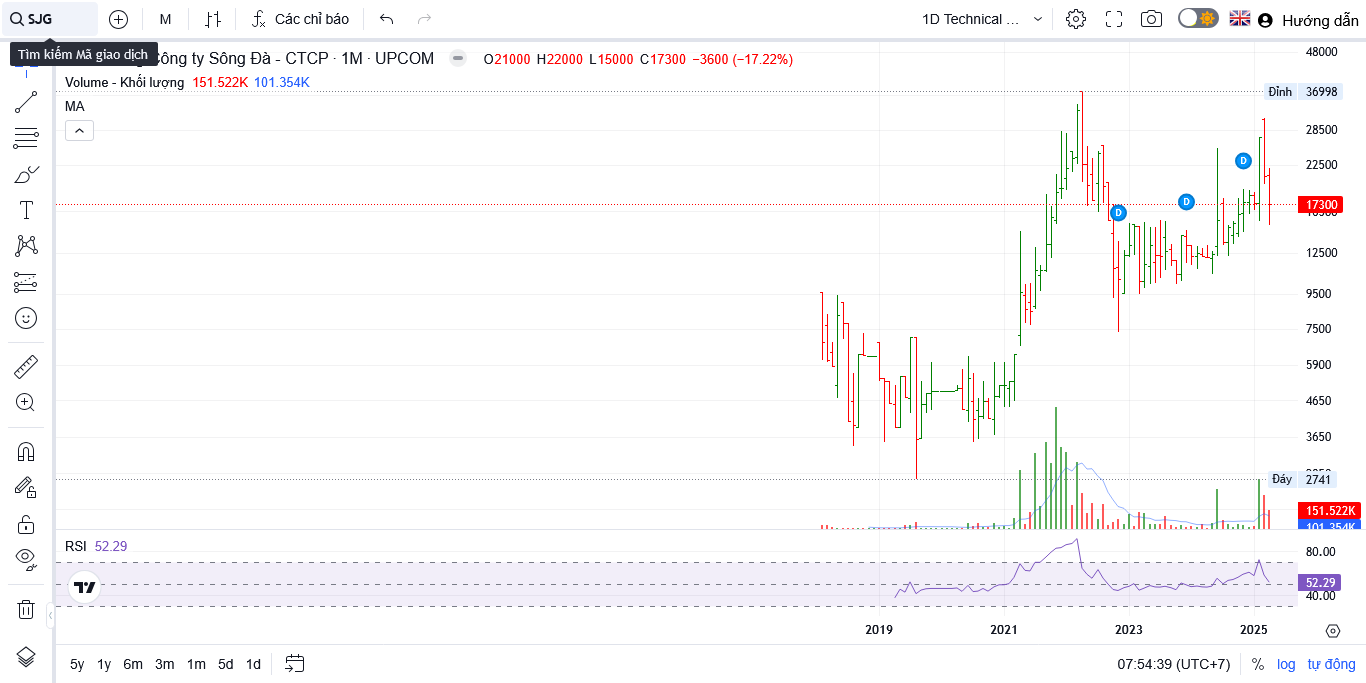 SJG
M
Các chỉ báo
1D Technical ...
Hướng dẫn
Tìm kiếm Mã giao dịch
Công ty Sông Đà - CTCP · 1M · UPCOM
O21000 H22000 L15000 C17300 −3600 (−17.22%)
Volume - Khối lượng 151.522K 101.354K
MA
48000
Đỉnh 36998
28500
22500
17300
12500
9500
7500
5900
4650
3650
Đáy 2741
151.522K
101.354K
D
D
D
RSI 52.29
80.00
52.29
40.00
2019
2021
2023
2025
5y 1y 6m 3m 1m 5d 1d
07:54:39 (UTC+7)
% log tự động